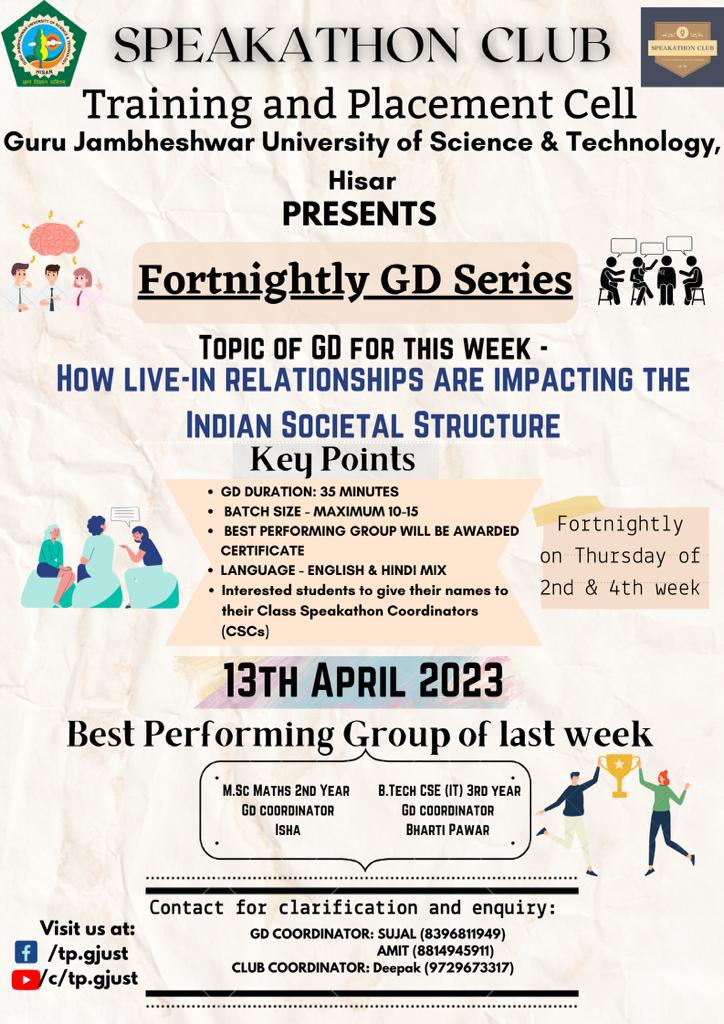 SPEAKATHON CLUB
SPEAKATHON CLUB
HISAR
Training and Placement Cell
Guru Jambheshwar University of Science & Technology,
Hisar
PRESENTS
Fortnightly GD Series
Topic of GD for this week -
How live-in relationships are impacting the
Indian Societal Structure
Key Points
• GD DURATION: 35 MINUTES
• BATCH SIZE - MAXIMUM 10-15
• BEST PERFORMING GROUP WILL BE AWARDED
CERTIFICATE
• LANGUAGE - ENGLISH & HINDI MIX
• Interested students to give their names to
their Class Speakathon Coordinators
(CSCs)
Fortnightly
on Thursday of
2nd & 4th week
13th April 2023
Best Performing Group of last week
M.Sc Maths 2nd Year
Gd coordinator
Isha
B.Tech CSE (IT) 3rd year
Gd coordinator
Bharti Pawar
Contact for clarification and enquiry:
GD COORDINATOR: SUJAL (8396811949)
AMIT (8814945911)
CLUB COORDINATOR: Deepak (9729673317)
Visit us at:
/tp.gjust
/c/tp.gjust